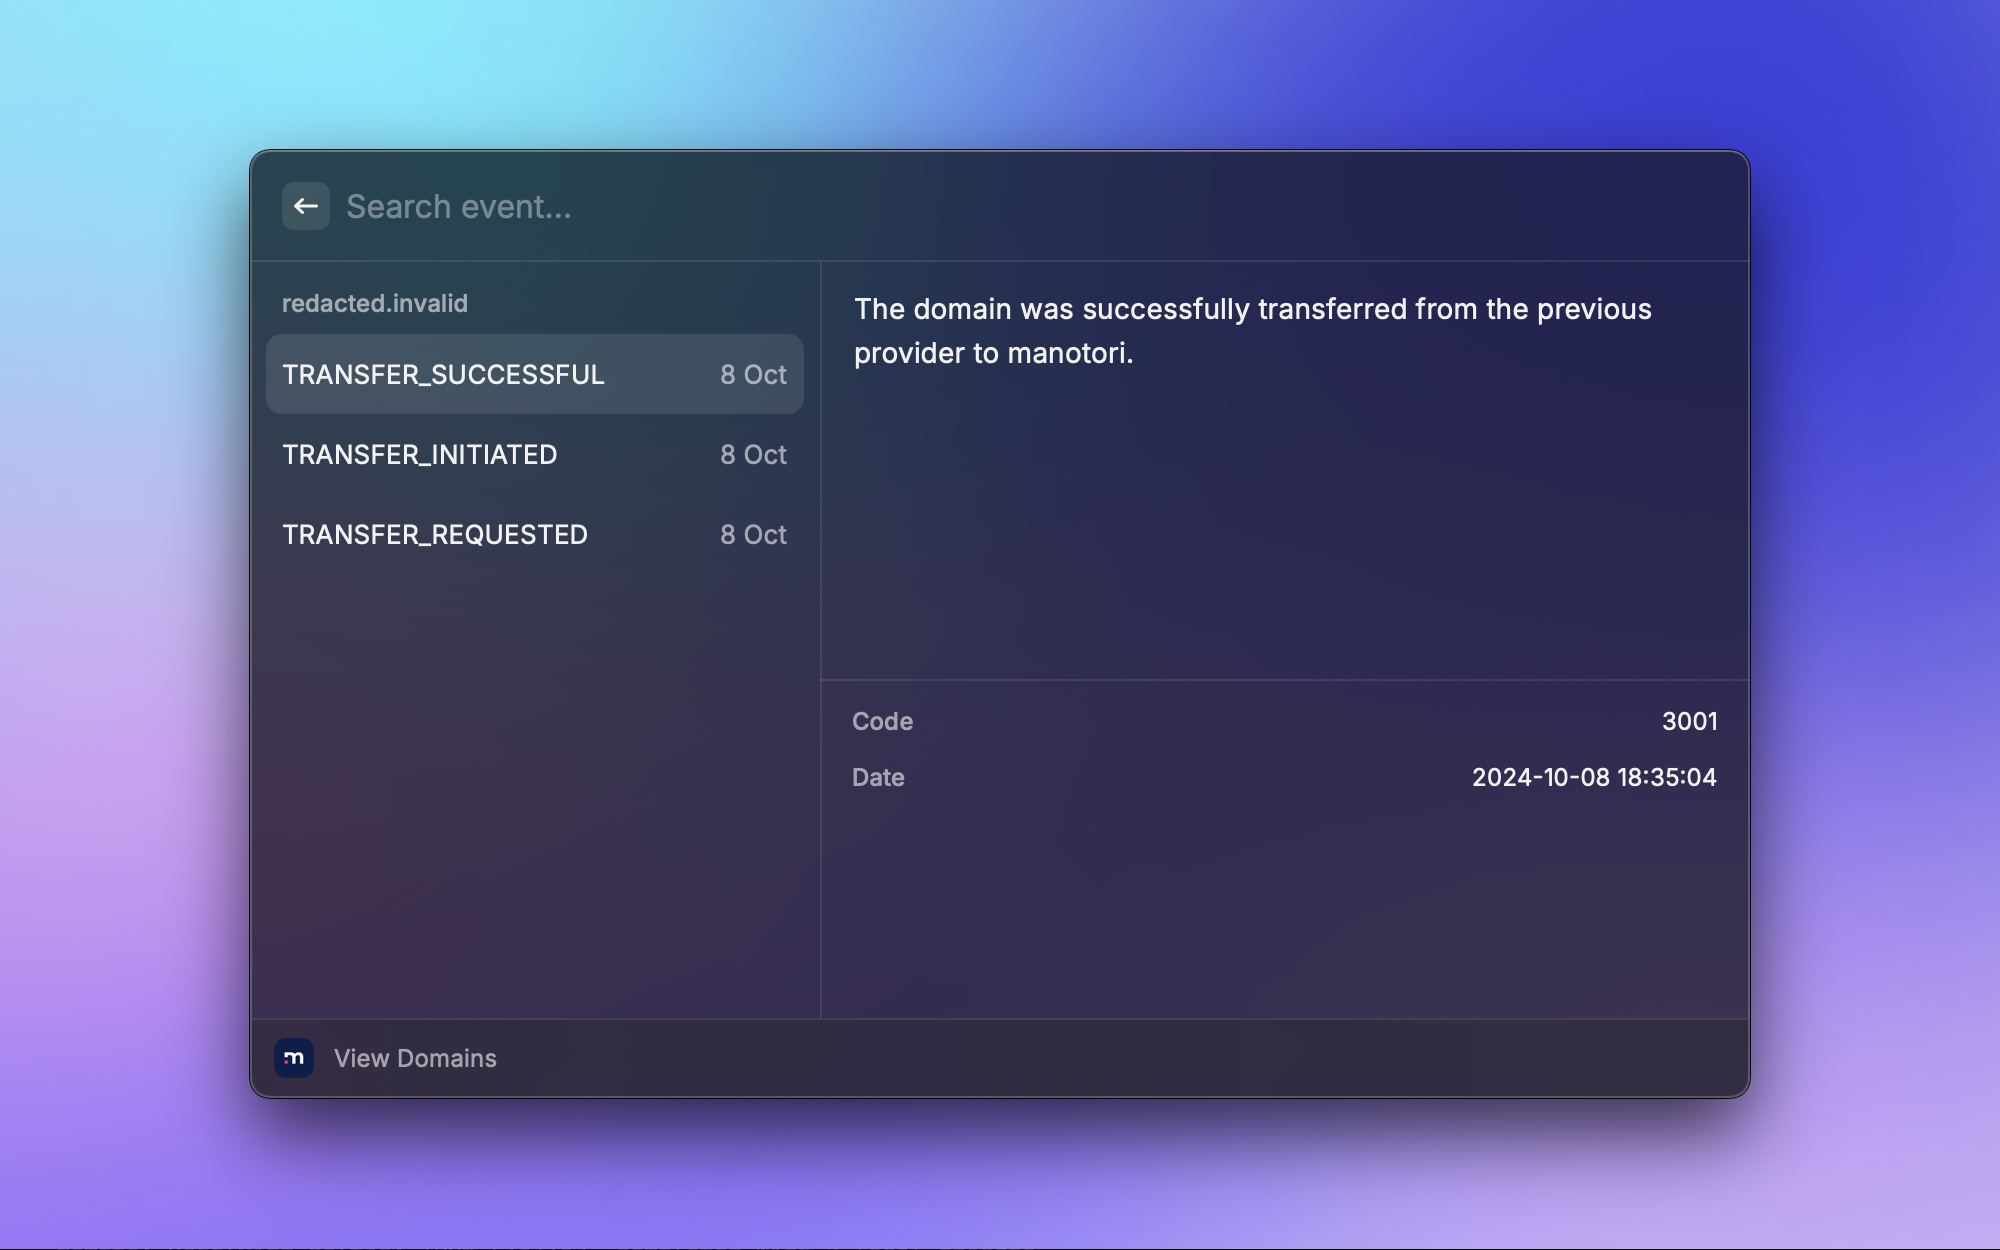 Search event...
redacted.invalid
TRANSFER_SUCCESSFUL 8 Oct
TRANSFER_INITIATED 8 Oct
TRANSFER_REQUESTED 8 Oct
The domain was successfully transferred from the previous
provider to manotori.
Code 3001
Date 2024-10-08 18:35:04
m View Domains